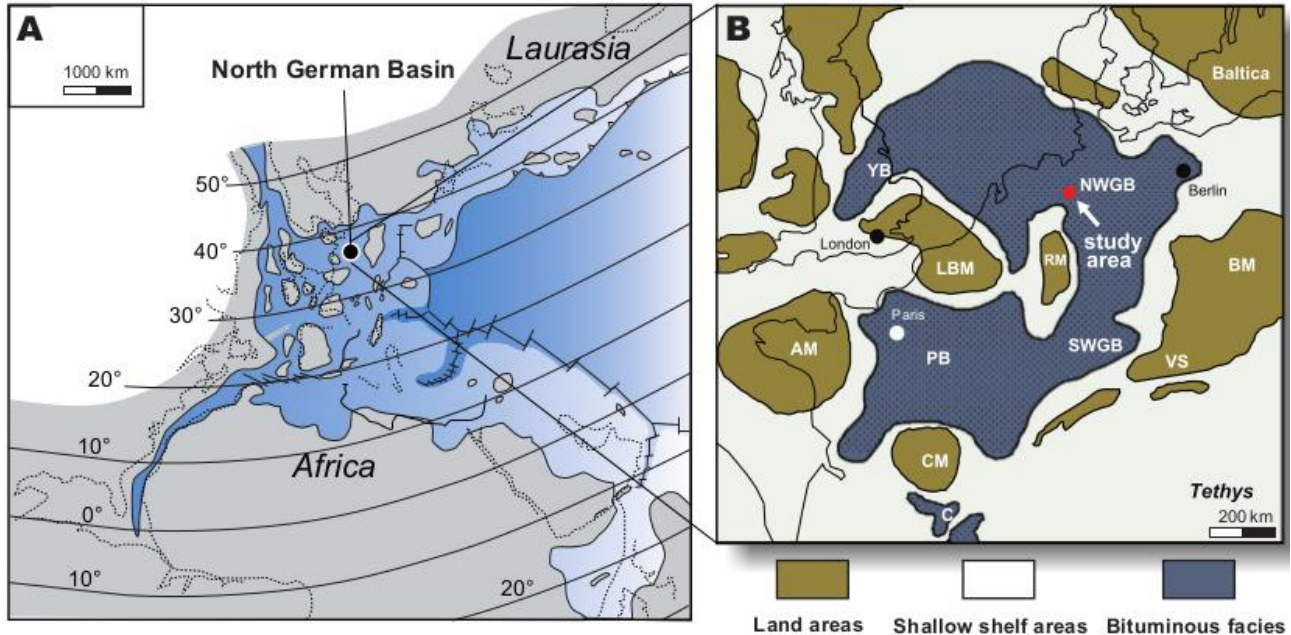 A
1000 km
Laurasia
North German Basin
50°
40°
30°
20°
10°
Africa
0°
10°
20°
B
Baltica
YB
NWGB
Berlin
London
study
area
LBM
RM
BM
Paris
AM
PB
SWGB
VS
CM
C
Tethys
200 km
Land areas
Shallow shelf areas
Bituminous facies